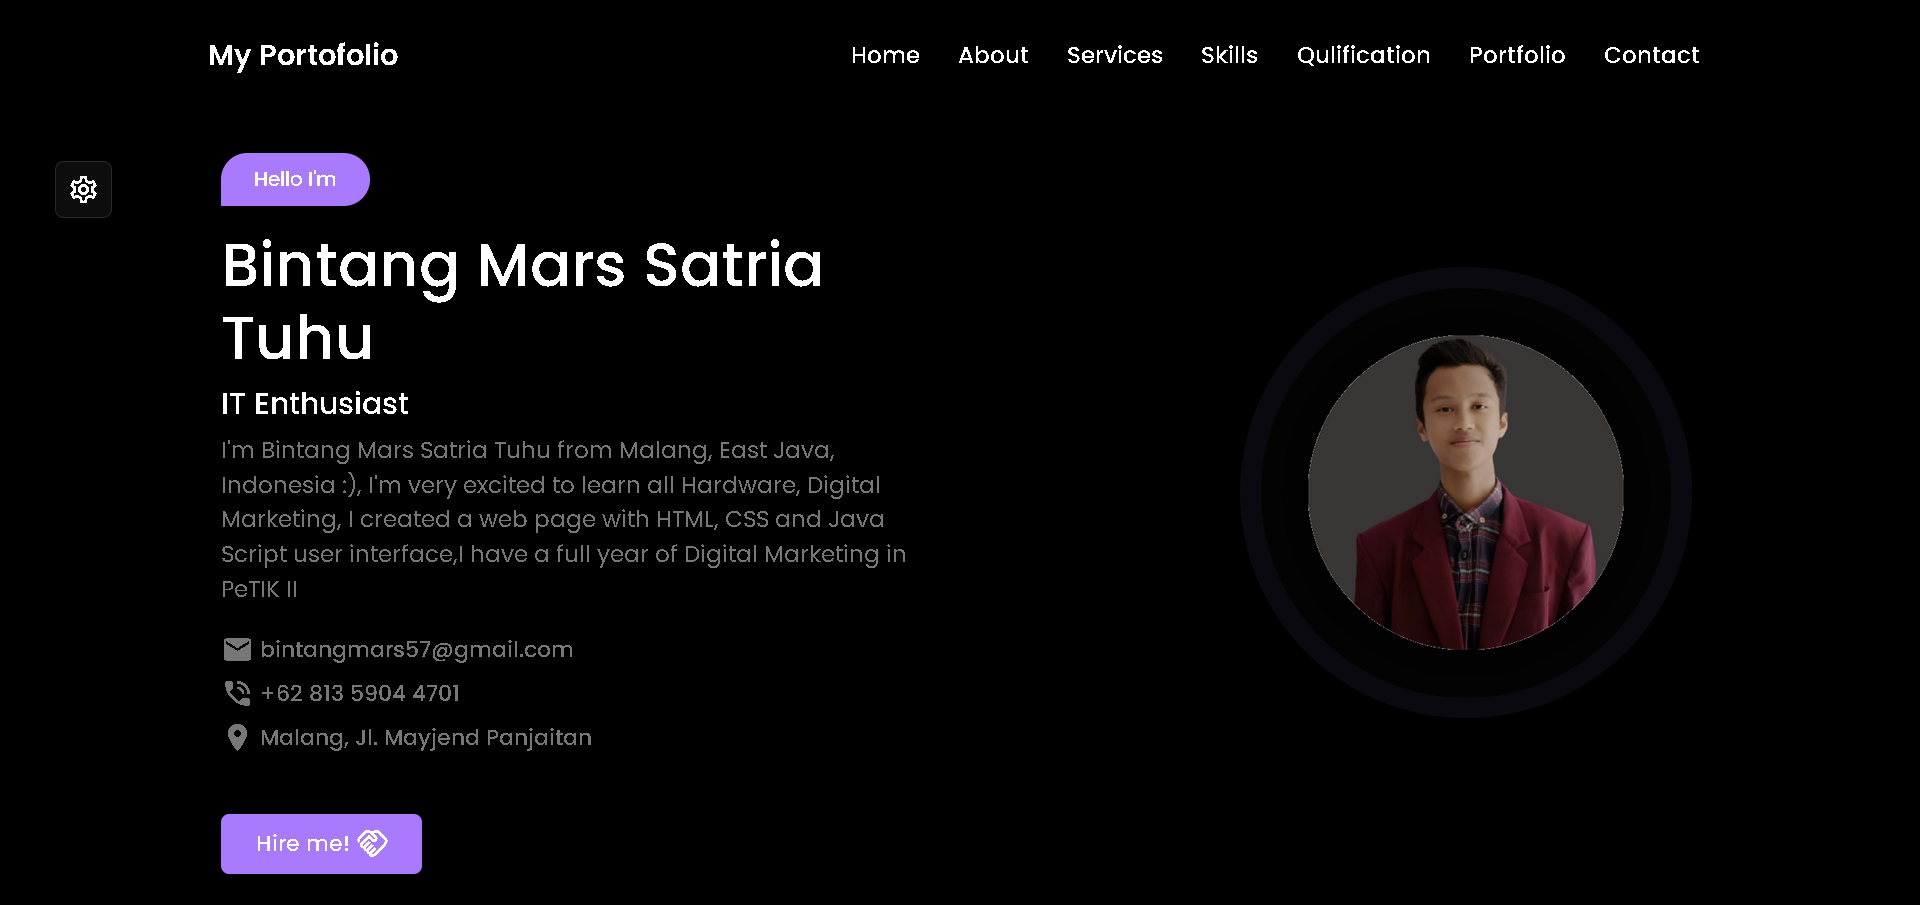 My Portofolio
Home About Services Skills Qulification Portfolio Contact
Hello I'm
Bintang Mars Satria
Tuhu
IT Enthusiast
I'm Bintang Mars Satria Tuhu from Malang, East Java,
Indonesia :), I'm very excited to learn all Hardware, Digital
Marketing, I created a web page with HTML, CSS and Java
Script user interface,I have a full year of Digital Marketing in
PeTIK II
bintangmars57@gmail.com
+62 813 5904 4701
Malang, Jl. Mayjend Panjaitan
Hire me!